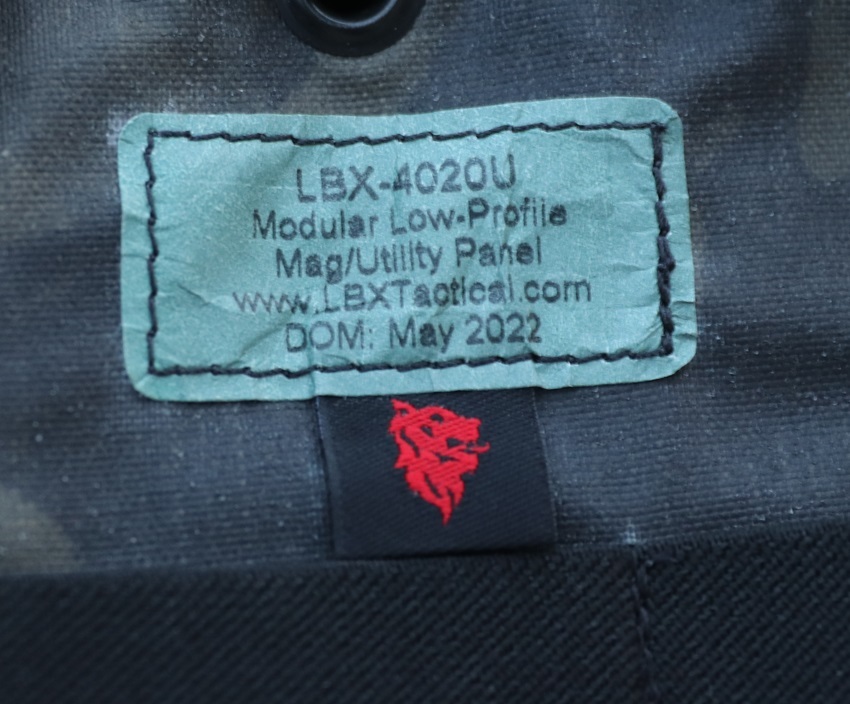 LBX-4020U
Modular Low-Profile
Mag/Utility Panel
www.LBXTactical.com
DOM: May 2022